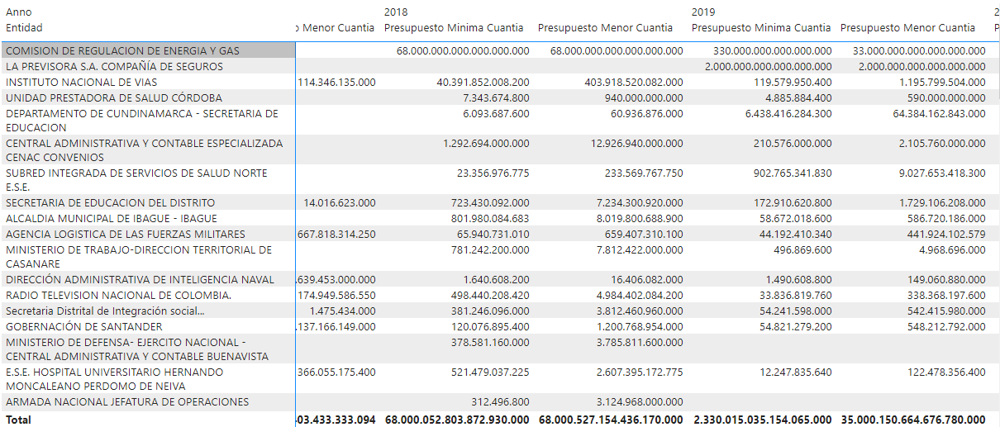 Anno 2018 2019
Entidad Menor Cuantia Presupuesto Minima Cuantia Presupuesto Menor Cuantia Presupuesto Minima Cuantia Presupuesto Menor Cuantia
COMISION DE REGULACION DE ENERGIA Y GAS 68.000.000.000.000.000.000 68.000.000.000.000.000.000 330.000.000.000.000.000 33.000.000.000.000.000.000
LA PREVISORA S.A. COMPAÑÍA DE SEGUROS 2.000.000.000.000.000.000 2.000.000.000.000.000.000
INSTITUTO NACIONAL DE VIAS 114.346.135.000 40.391.852.008.200 403.918.520.082.000 119.579.950.400 1.195.799.504.000
UNIDAD PRESTADORA DE SALUD CÓRDOBA 7.343.674.800 940.000.000.000 4.885.884.400 590.000.000.000
DEPARTAMENTO DE CUNDINAMARCA - SECRETARIA DE 6.093.687.600 60.936.876.000 6.438.416.284.300 64.384.162.843.000
EDUCACION
CENTRAL ADMINISTRATIVA Y CONTABLE ESPECIALIZADA 1.292.694.000.000 12.926.940.000.000 210.576.000.000 2.105.760.000.000
CENAC CONVENIOS
SUBRED INTEGRADA DE SERVICIOS DE SALUD NORTE 23.356.976.775 233.569.767.750 902.765.341.830 9.027.653.418.300
E.S.E.
SECRETARIA DE EDUCACION DEL DISTRITO 14.016.623.000 723.430.092.000 7.234.300.920.000 172.910.620.800 1.729.106.208.000
ALCALDIA MUNICIPAL DE IBAGUE - IBAGUE 801.980.084.683 8.019.800.688.900 58.672.018.600 586.720.186.000
AGENCIA LOGISTICA DE LAS FUERZAS MILITARES 667.818.314.250 65.940.731.010 659.407.310.100 44.192.410.340 441.924.102.579
MINISTERIO DE TRABAJO-DIRECCION TERRITORIAL DE 781.242.200.000 7.812.422.000.000 496.869.600 4.968.696.000
CASANARE
DIRECCIÓN ADMINISTRATIVA DE INTELIGENCIA NAVAL .639.453.000.000 1.640.608.200 16.406.082.000 1.490.608.800 149.060.880.000
RADIO TELEVISION NACIONAL DE COLOMBIA. 174.949.586.550 498.440.208.420 4.984.402.084.200 33.836.819.760 338.368.197.600
Secretaria Distrital de Integración social... 1.475.434.000 381.246.096.000 3.812.460.960.000 54.241.598.000 542.415.980.000
GOBERNACIÓN DE SANTANDER .137.166.149.000 120.076.895.400 1.200.768.954.000 54.821.279.200 548.212.792.000
MINISTERIO DE DEFENSA- EJERCITO NACIONAL - 378.581.160.000 3.785.811.600.000
CENTRAL ADMINISTRATIVA Y CONTABLE BUENAVISTA
E.S.E. HOSPITAL UNIVERSITARIO HERNANDO 366.055.175.400 521.479.037.225 2.607.395.172.775 12.247.835.640 122.478.356.400
MONCALEANO PERDOMO DE NEIVA
ARMADA NACIONAL JEFATURA DE OPERACIONES 312.496.800 3.124.968.000.000
Total 03.433.333.094 68.000.052.803.872.930.000 68.000.527.154.436.170.000 2.330.015.035.154.065.000 35.000.150.664.676.780.000